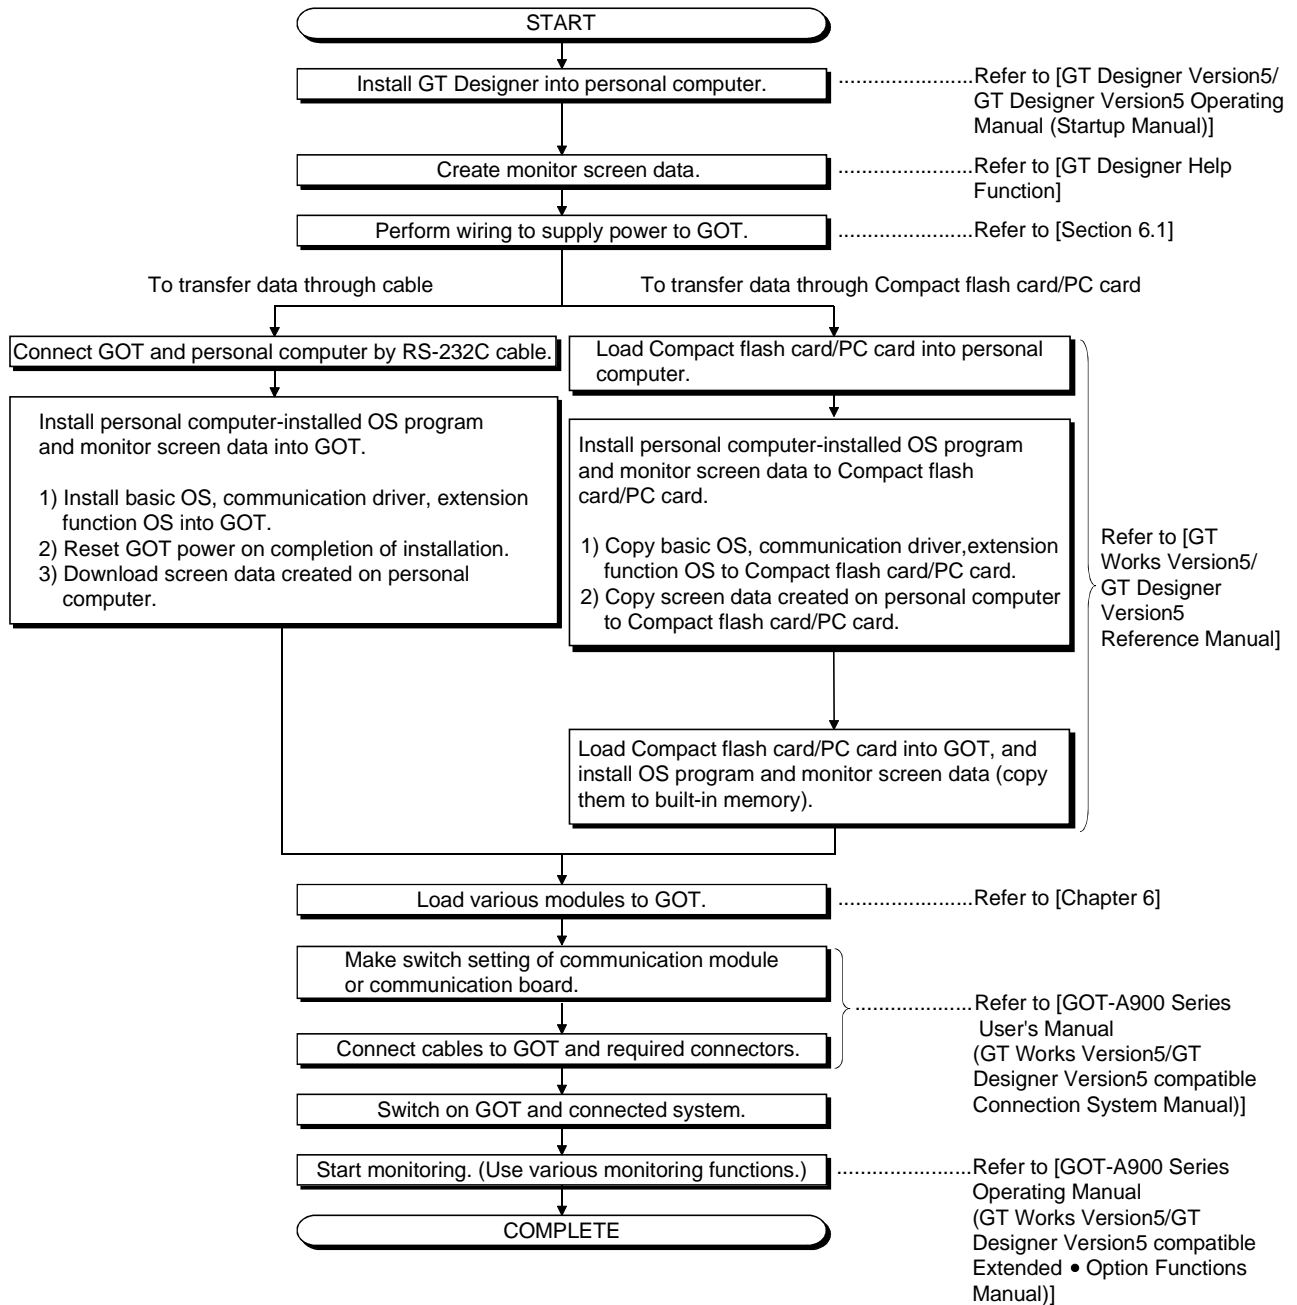 START
Install GT Designer into personal computer.
Refer to [GT Designer Version5/
GT Designer Version5 Operating
Manual (Startup Manual)]
Create monitor screen data.
Refer to [GT Designer Help
Function]
Perform wiring to supply power to GOT.
Refer to [Section 6.1]
To transfer data through cable
To transfer data through Compact flash card/PC card
Connect GOT and personal computer by RS-232C cable.
Install personal computer-installed OS program
and monitor screen data into GOT.
1) Install basic OS, communication driver, extension
function OS into GOT.
2) Reset GOT power on completion of installation.
3) Download screen data created on personal
computer.
Load Compact flash card/PC card into personal
computer.
Install personal computer-installed OS program
and monitor screen data to Compact flash
card/PC card.
1) Copy basic OS, communication driver,extension
function OS to Compact flash card/PC card.
2) Copy screen data created on personal computer
to Compact flash card/PC card.
Load Compact flash card/PC card into GOT, and
install OS program and monitor screen data (copy
them to built-in memory).
Refer to [GT
Works Version5/
GT Designer
Version5
Reference Manual]
Load various modules to GOT.
Refer to [Chapter 6]
Make switch setting of communication module
or communication board.
Connect cables to GOT and required connectors.
Refer to [GOT-A900 Series
User's Manual
(GT Works Version5/GT
Designer Version5 compatible
Connection System Manual)]
Switch on GOT and connected system.
Start monitoring. (Use various monitoring functions.)
Refer to [GOT-A900 Series
Operating Manual
(GT Works Version5/GT
Designer Version5 compatible
Extended • Option Functions
Manual)]
COMPLETE